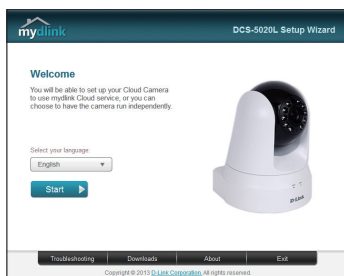 mydlink
DCS-5020L Setup Wizard
Welcome
You will be able to set up your Cloud Camera
to use mydlink Cloud service, or you can
choose to have the camera run independently.
Select your language:
English
Start
D-Link
Troubleshooting
Downloads
About
Exit
Copyright © 2013 D-Link Corporation. All rights reserved.